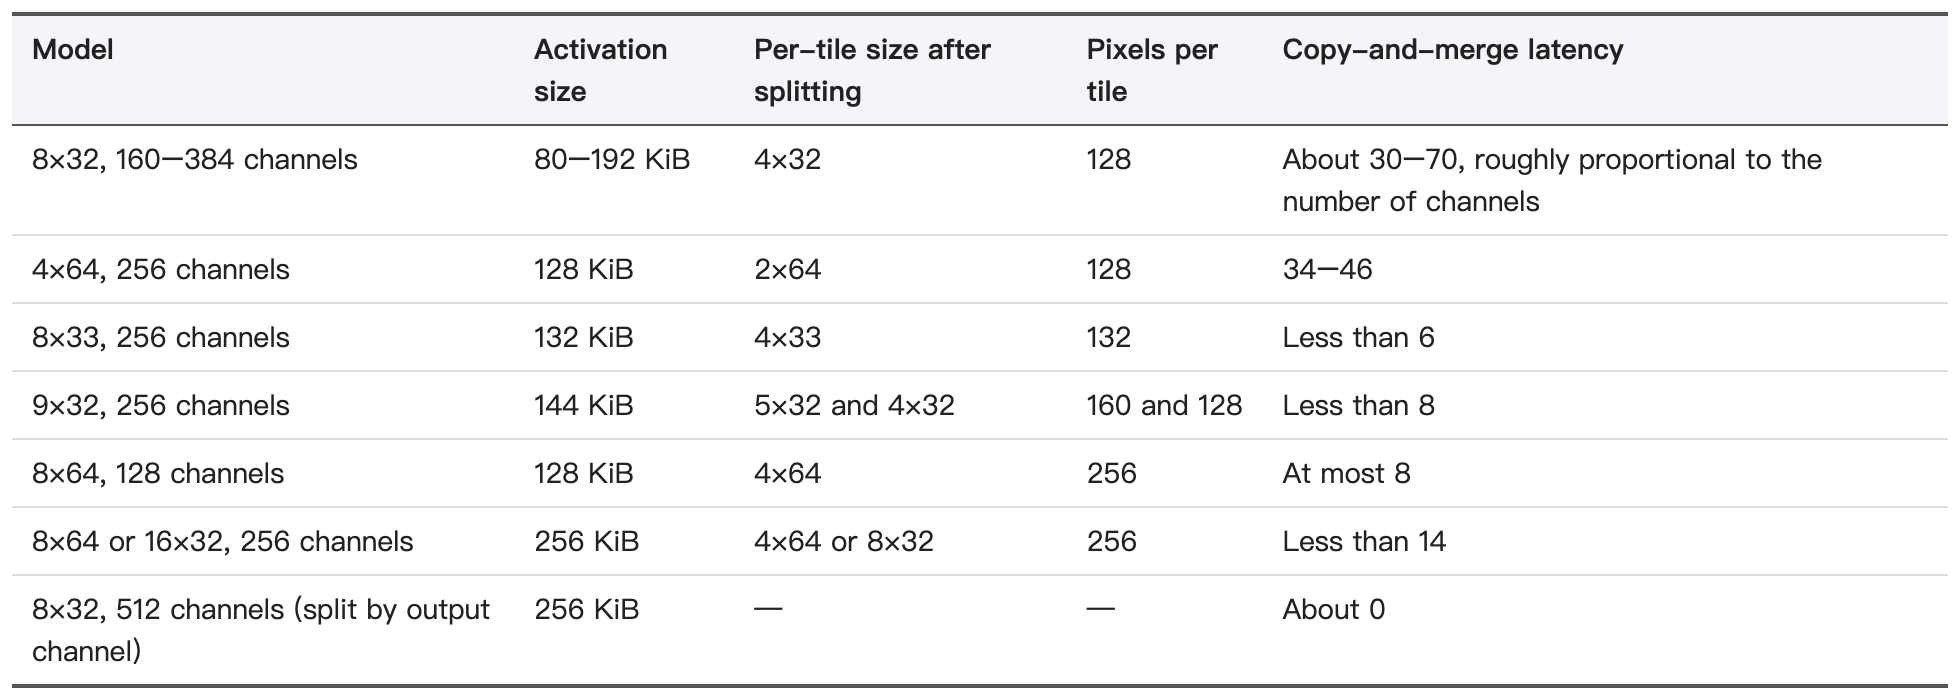 Model
Activation size
Per-tile size after splitting
Pixels per tile
Copy-and-merge latency
8×32, 160–384 channels
80–192 KiB
4×32
128
About 30–70, roughly proportional to the
number of channels
4×64, 256 channels
128 KiB
2×64
128
34–46
8×33, 256 channels
132 KiB
4×33
132
Less than 6
9×32, 256 channels
144 KiB
5×32 and 4×32
160 and 128
Less than 8
8×64, 128 channels
128 KiB
4×64
256
At most 8
8×64 or 16×32, 256 channels
256 KiB
4×64 or 8×32
256
Less than 14
8×32, 512 channels (split by output
channel)
256 KiB
—
—
About 0